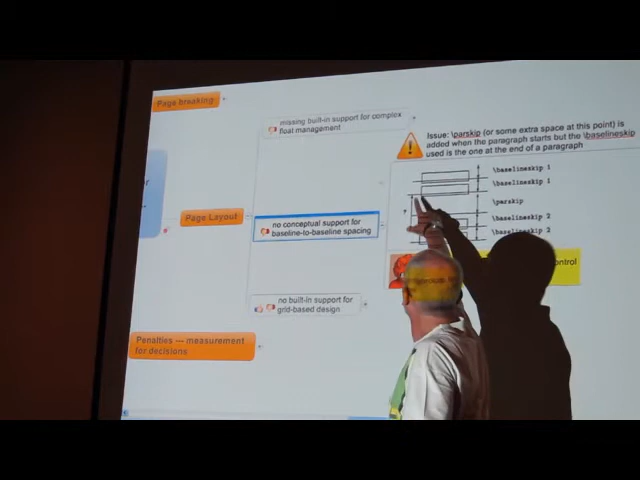 Page breaking
missing built-in support for complex
float management
Issue: \parskip (or some extra space at this point) is
added when the paragraph starts but the \baselineskip
used is the one at the end of a paragraph
\baselineskip 1
\baselineskip 1
\parskip
\baselineskip 2
\baselineskip 2
?
Page Layout
no conceptual support for
baseline-to-baseline spacing
control
no built-in support for
grid-based design
Penalties — measurement
for decisions